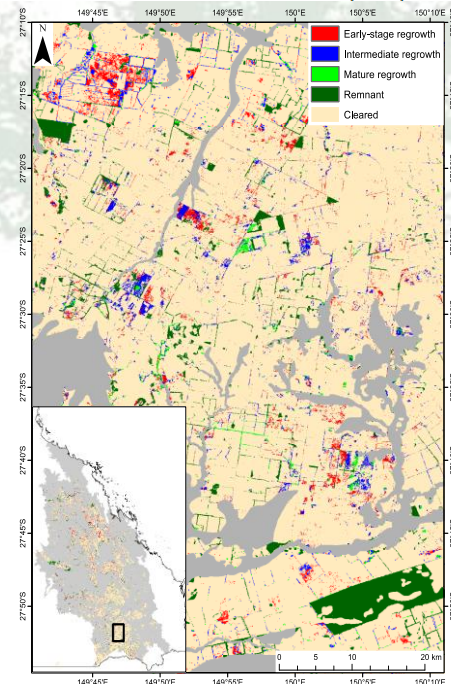 149°45'E 149°50'E 149°55'E 150°E 150°5'E 150°10'E
27°10'S
27°15'S
27°20'S
27°25'S
27°30'S
27°35'S
27°40'S
27°45'S
27°50'S
N
Early-stage regrowth
Intermediate regrowth
Mature regrowth
Remnant
Cleared
0 5 10 20 km
149°45'E 149°50'E 149°55'E 150°E 150°5'E 150°10'E